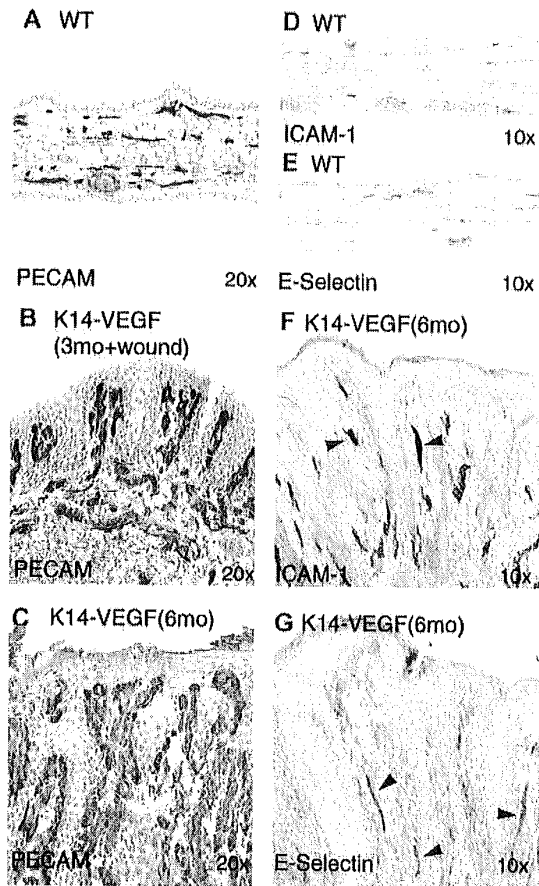 A WT
PECAM 20x
B K14-VEGF
(3mo+wound)
PECAM 20x
C K14-VEGF(6mo)
PECAM 20x
D WT
ICAM-1 10x
E WT
E-Selectin 10x
F K14-VEGF(6mo)
ICAM-1 10x
G K14-VEGF(6mo)
E-Selectin 10x